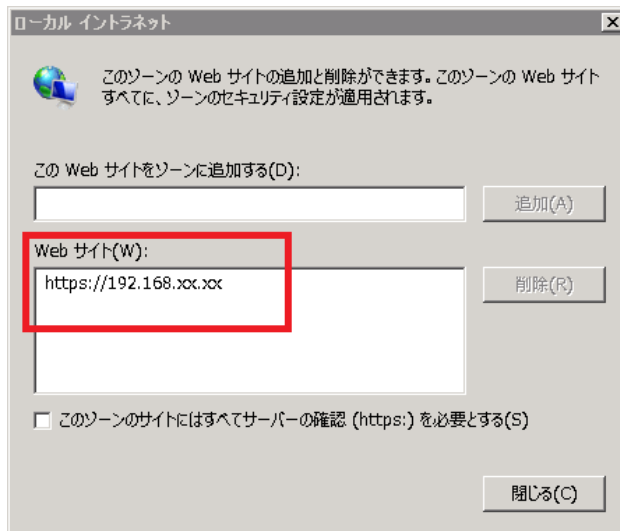 ローカル イントラネット
このゾーンの Web サイトの追加と削除ができます。このゾーンの Web サイト
すべてに、ゾーンのセキュリティ設定が適用されます。
この Web サイトをゾーンに追加する(D):
追加(A)
Web サイト(W):
https://192.168.xx.xx
削除(R)
このゾーンのサイトにはすべてサーバーの確認 (https:) を必要とする(S)
閉じる(C)